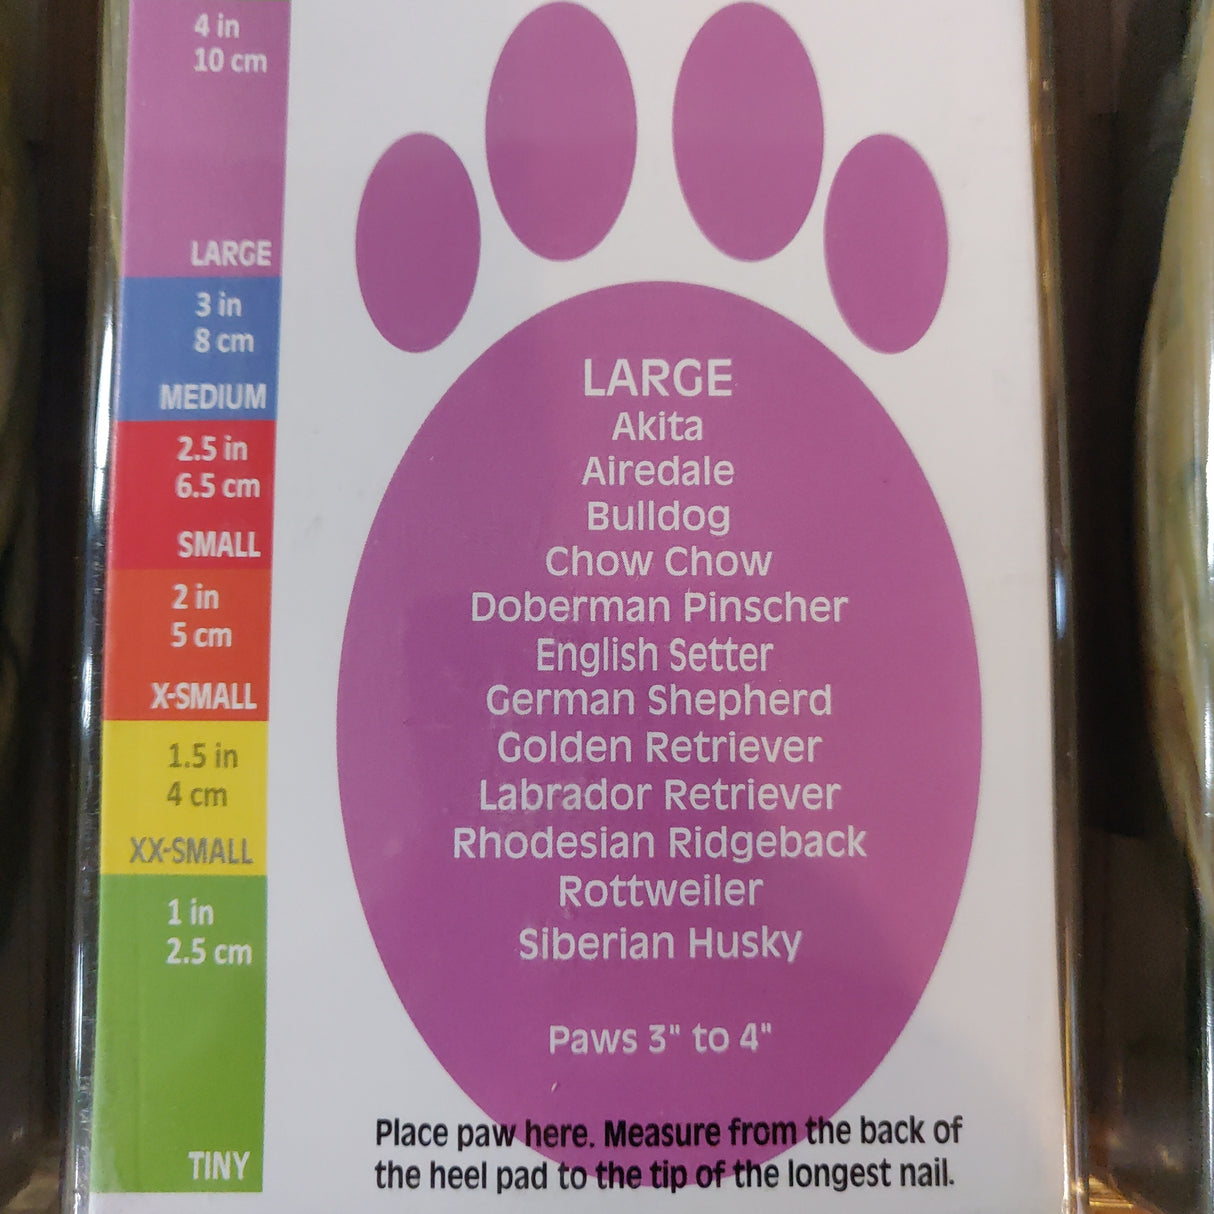 4 in
10 cm
LARGE
3 in
8 cm
MEDIUM
2.5 in
6.5 cm
SMALL
2 in
5 cm
X-SMALL
1.5 in
4 cm
XX-SMALL
1 in
2.5 cm
TINY
LARGE
Akita
Airedale
Bulldog
Chow Chow
Doberman Pinscher
English Setter
German Shepherd
Golden Retriever
Labrador Retriever
Rhodesian Ridgeback
Rottweiler
Siberian Husky
Paws 3" to 4"
Place paw here. Measure from the back of
the heel pad to the tip of the longest nail.